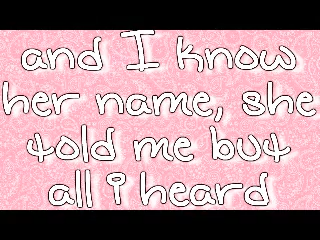 and I know
her name, she
told me but
all i heard